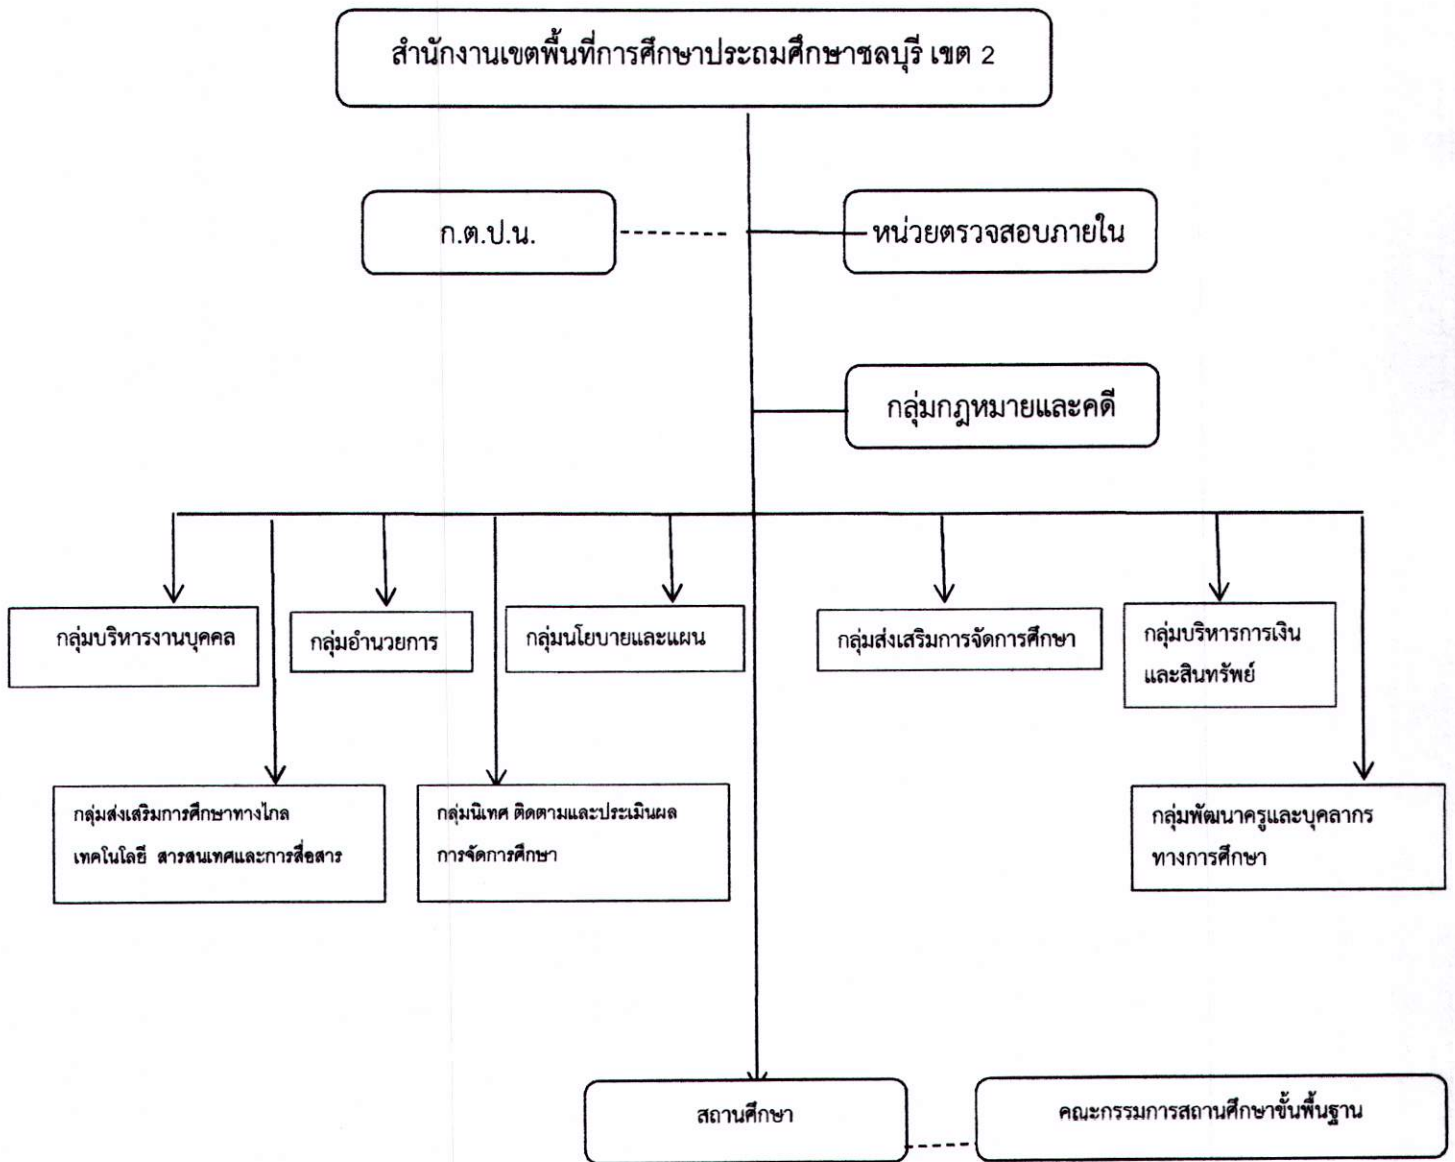 สำนักงานเขตพื้นที่การศึกษาประถมศึกษาชลบุรี เขต 2
ก.ต.ป.น.
หน่วยตรวจสอบภายใน
กลุ่มกฎหมายและคดี
กลุ่มบริหารงานบุคคล
กลุ่มอำนวยการ
กลุ่มนโยบายและแผน
กลุ่มส่งเสริมการจัดการศึกษา
กลุ่มบริหารการเงิน
และสินทรัพย์
กลุ่มส่งเสริมการศึกษาทางไกล
เทคโนโลยี สารสนเทศและการสื่อสาร
กลุ่มนิเทศ ติดตามและประเมินผล
การจัดการศึกษา
กลุ่มพัฒนาครูและบุคลากร
ทางการศึกษา
สถานศึกษา
คณะกรรมการสถานศึกษาขั้นพื้นฐาน